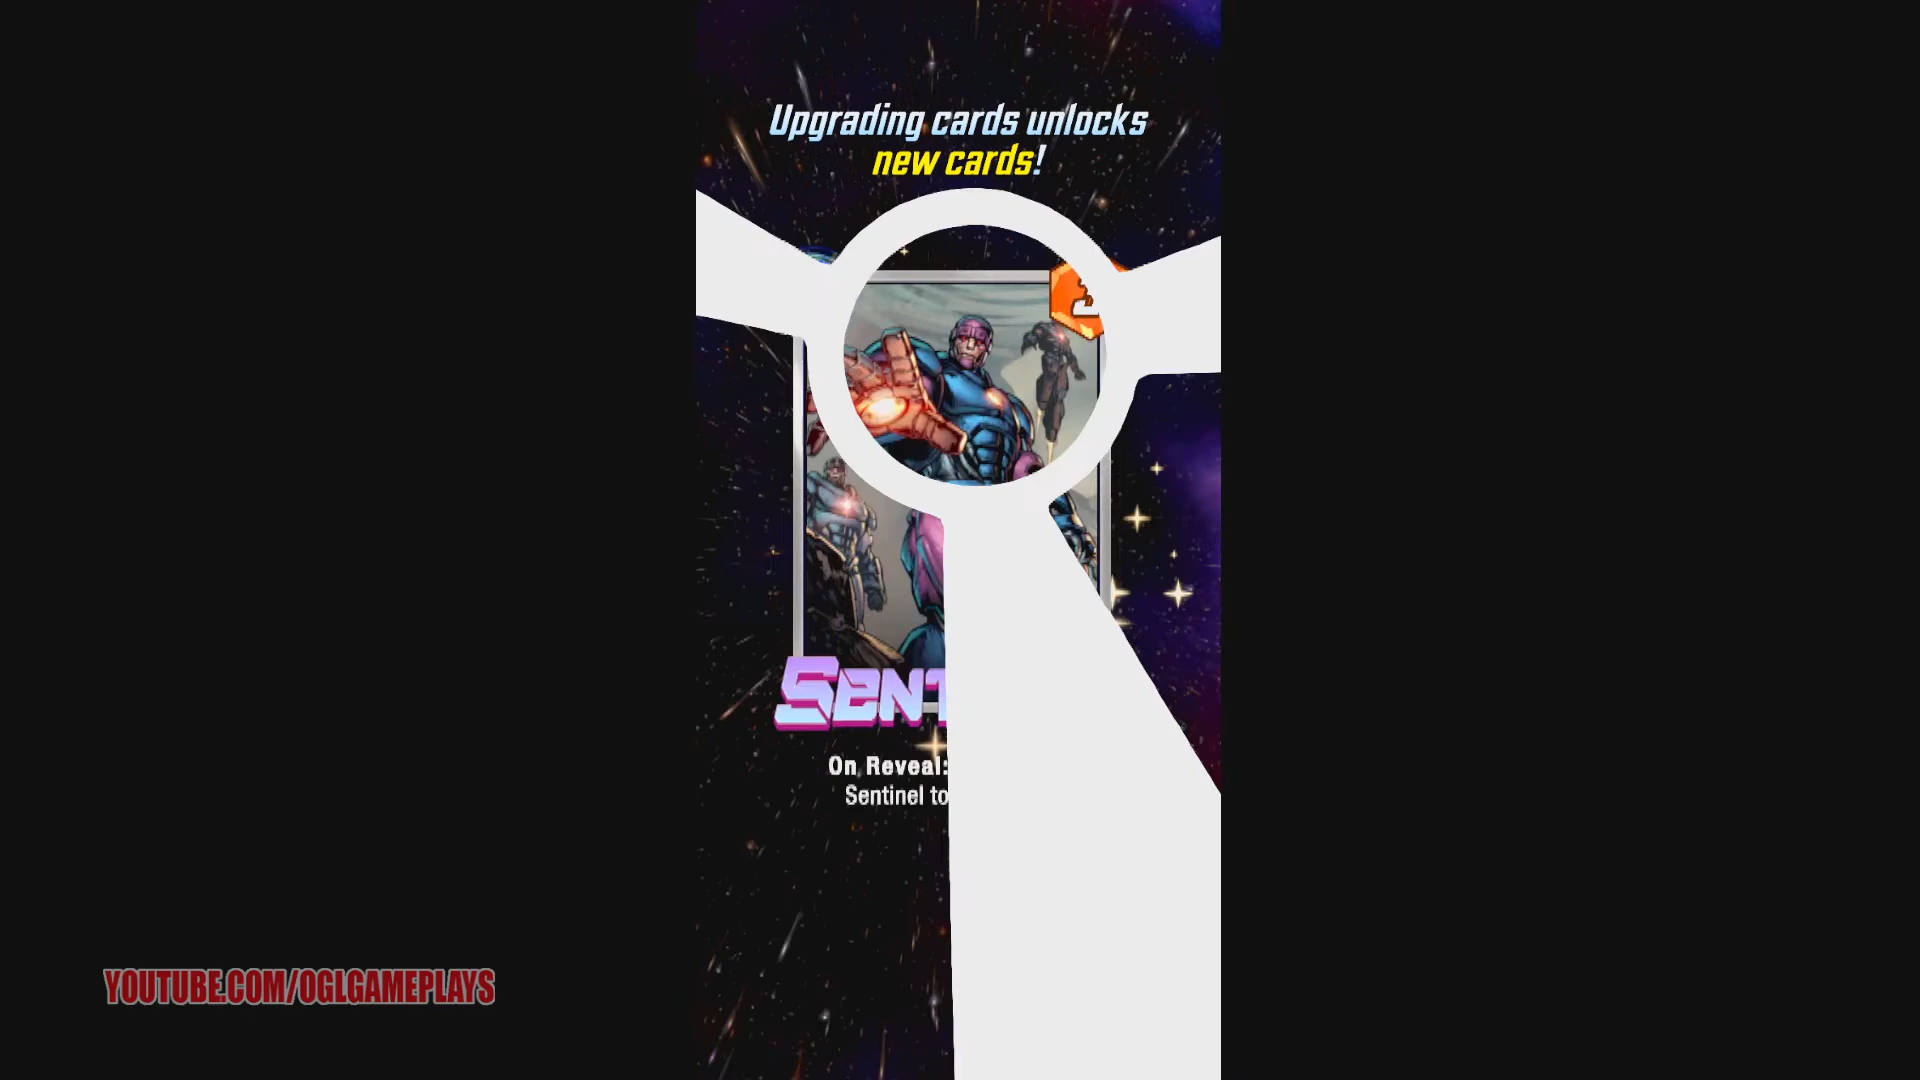 Upgrading cards unlocks
new cards!
On Reveal:
Sentinel to
YOUTUBE.COM/OGLGAMEPLAYS